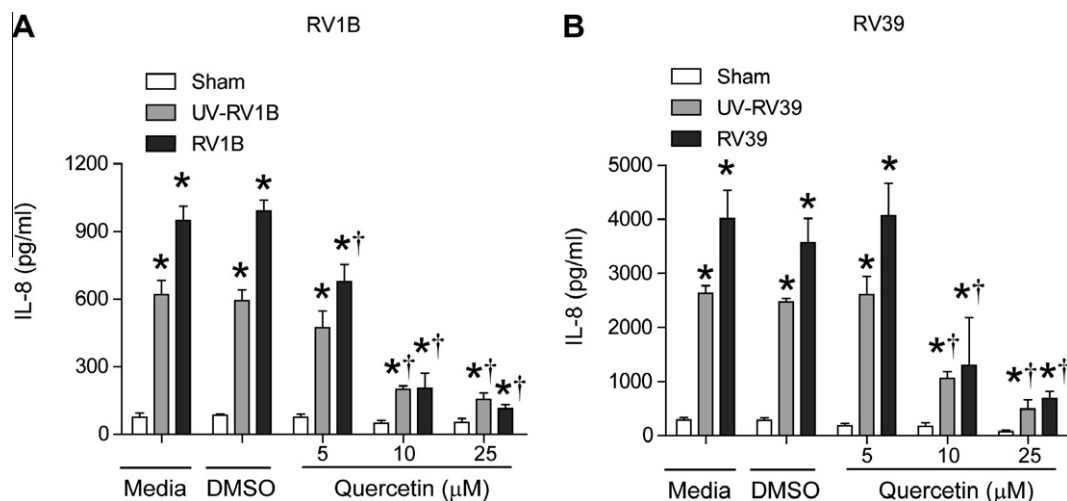 A
RV1B
Sham
UV-RV1B
RV1B
IL-8 (pg/ml)
1200
900
600
300
0
* * * * * *† *† *† *† *†
5 10 25
Media DMSO Quercetin (μM)
B
RV39
Sham
UV-RV39
RV39
IL-8 (pg/ml)
5000
4000
3000
2000
1000
0
* * * * * * *† *† *† *†
5 10 25
Media DMSO Quercetin (μM)